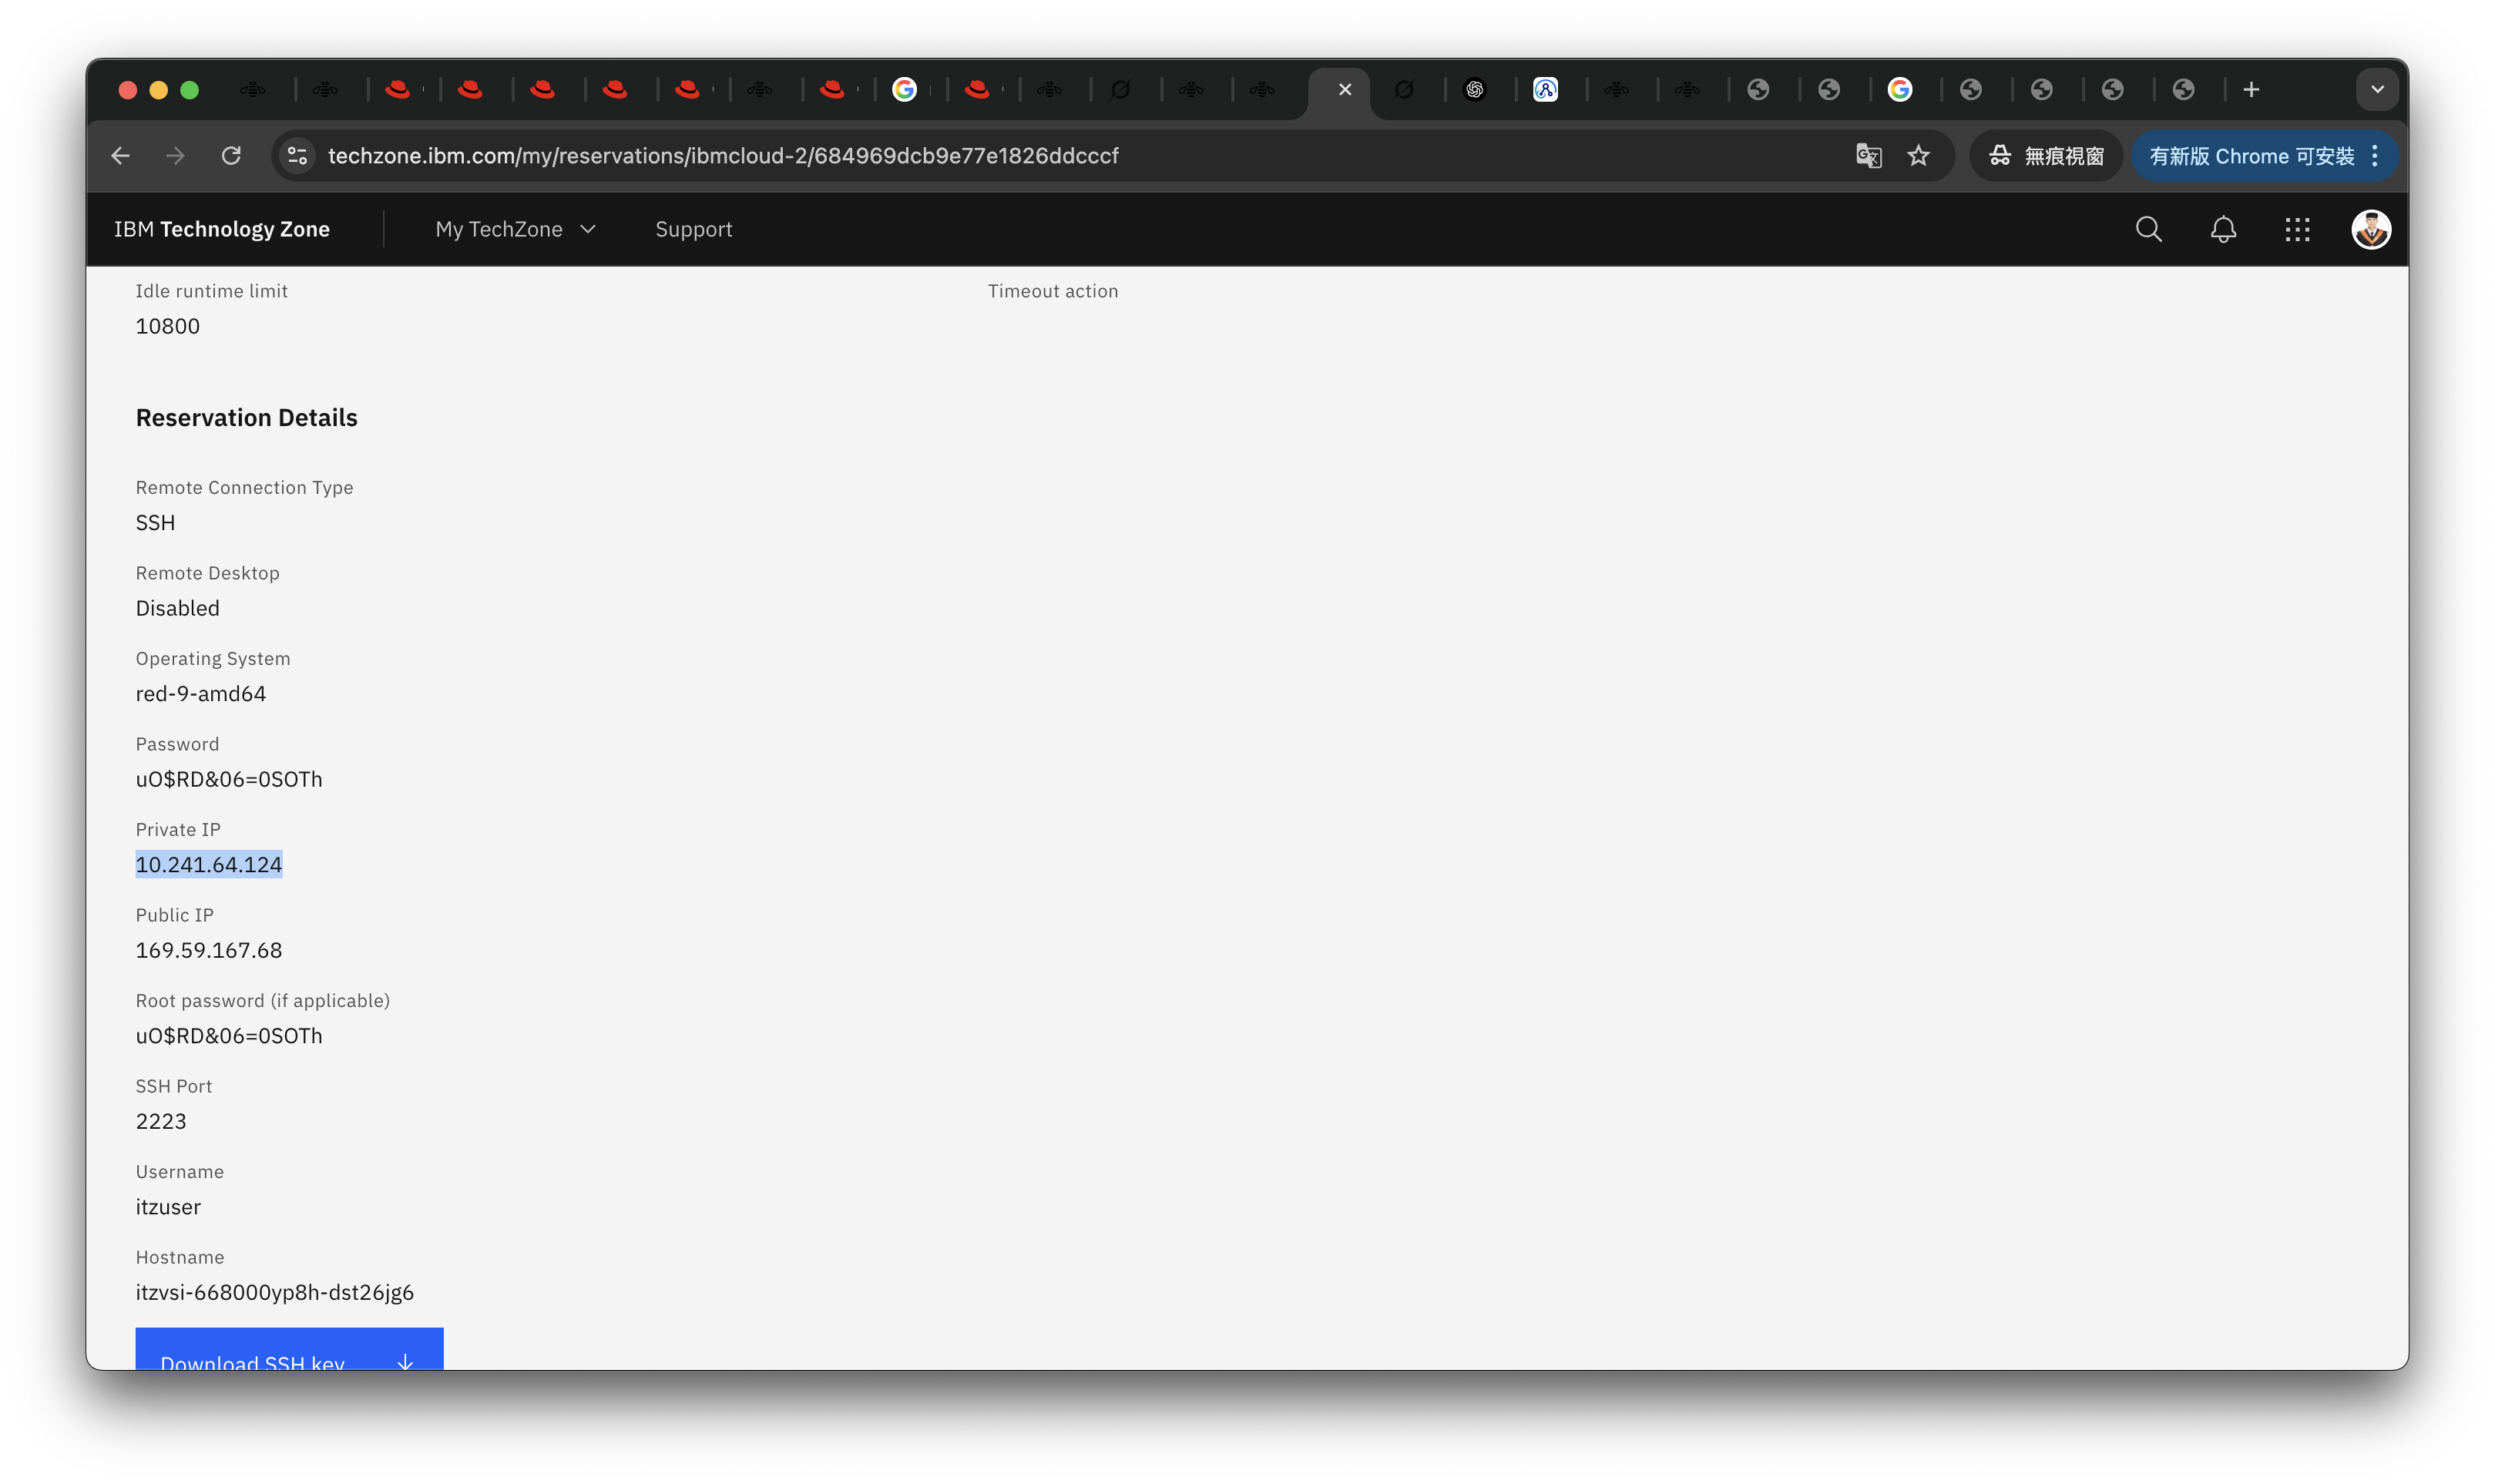 techzone.ibm.com/my/reservations/ibmcloud-2/684969dcb9e77e1826ddcccf
無痕視窗
有新版 Chrome 可安裝
IBM Technology Zone
My TechZone
Support
Idle runtime limit
Timeout action
10800
Reservation Details
Remote Connection Type
SSH
Remote Desktop
Disabled
Operating System
red-9-amd64
Password
uO$RD&06=0SOTh
Private IP
10.241.64.124
Public IP
169.59.167.68
Root password (if applicable)
uO$RD&06=0SOTh
SSH Port
2223
Username
itzuser
Hostname
itzvsi-668000yp8h-dst26jg6
Download SSH key